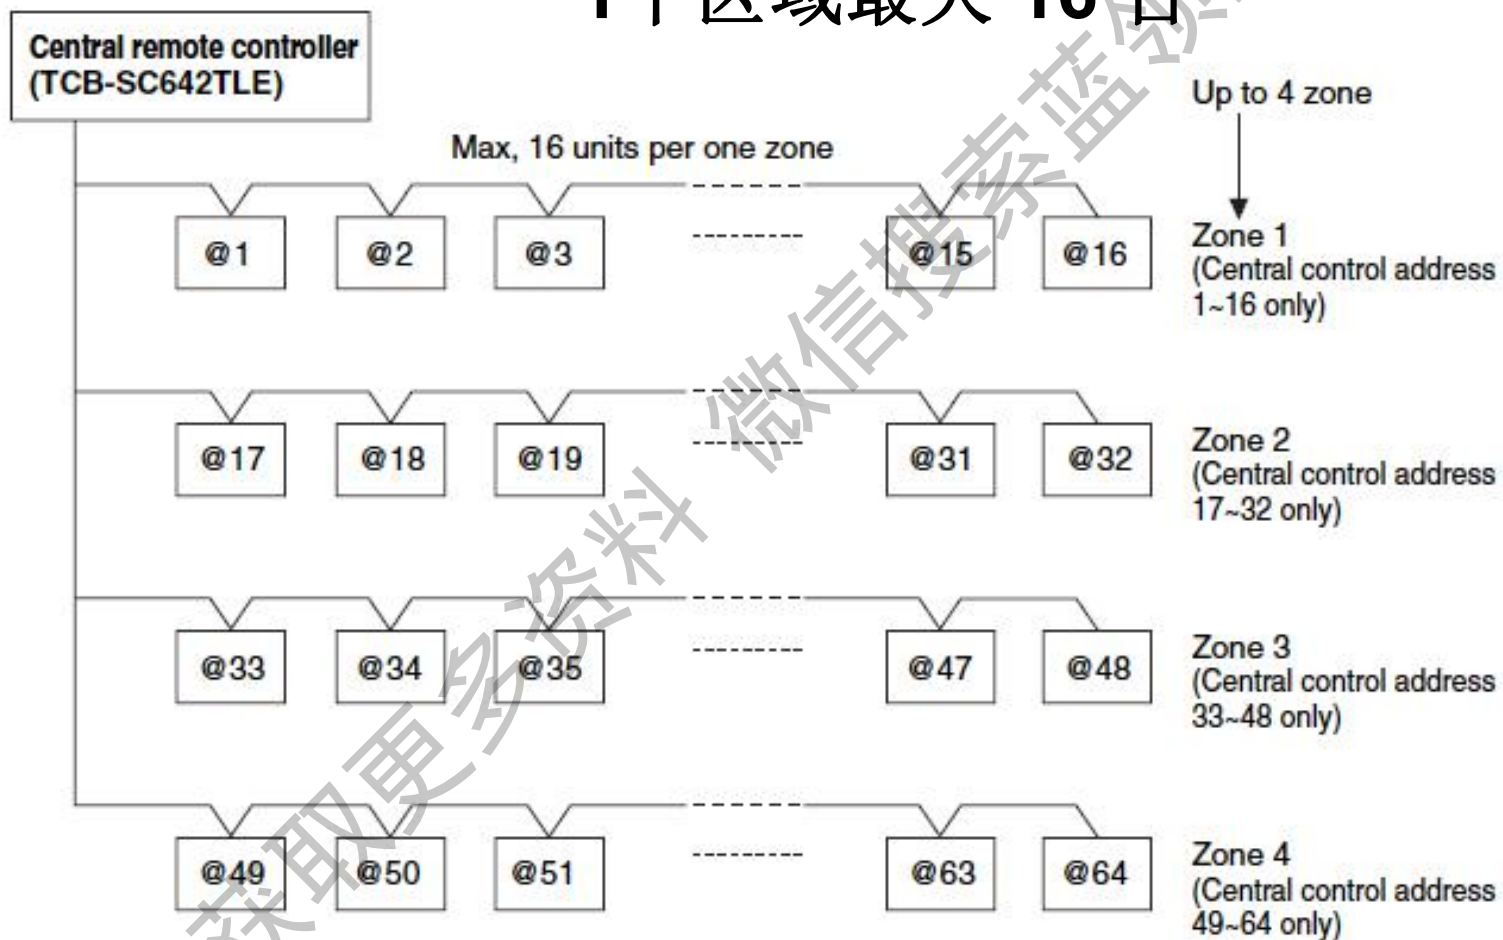 1个区域最大 16 台
Central remote controller
(TCB-SC642TLE)
Up to 4 zone
Max, 16 units per one zone
@1 @2 @3 @15 @16
Zone 1
(Central control address
1~16 only)
@17 @18 @19 @31 @32
Zone 2
(Central control address
17~32 only)
@33 @34 @35 @47 @48
Zone 3
(Central control address
33~48 only)
@49 @50 @51 @63 @64
Zone 4
(Central control address
49~64 only)
获取更多资料 微信搜索蓝领